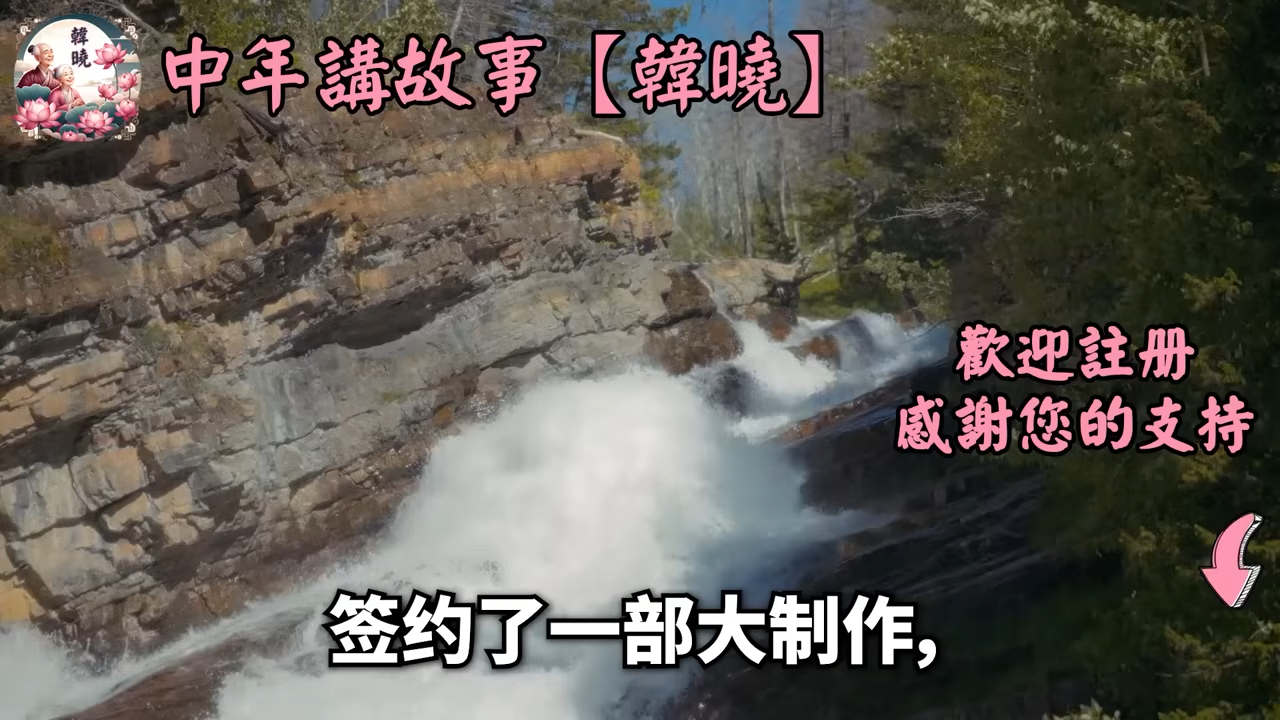 韓
曉
中年講故事【韓曉】
歡迎註册
感謝您的支持
签约了一部大制作,